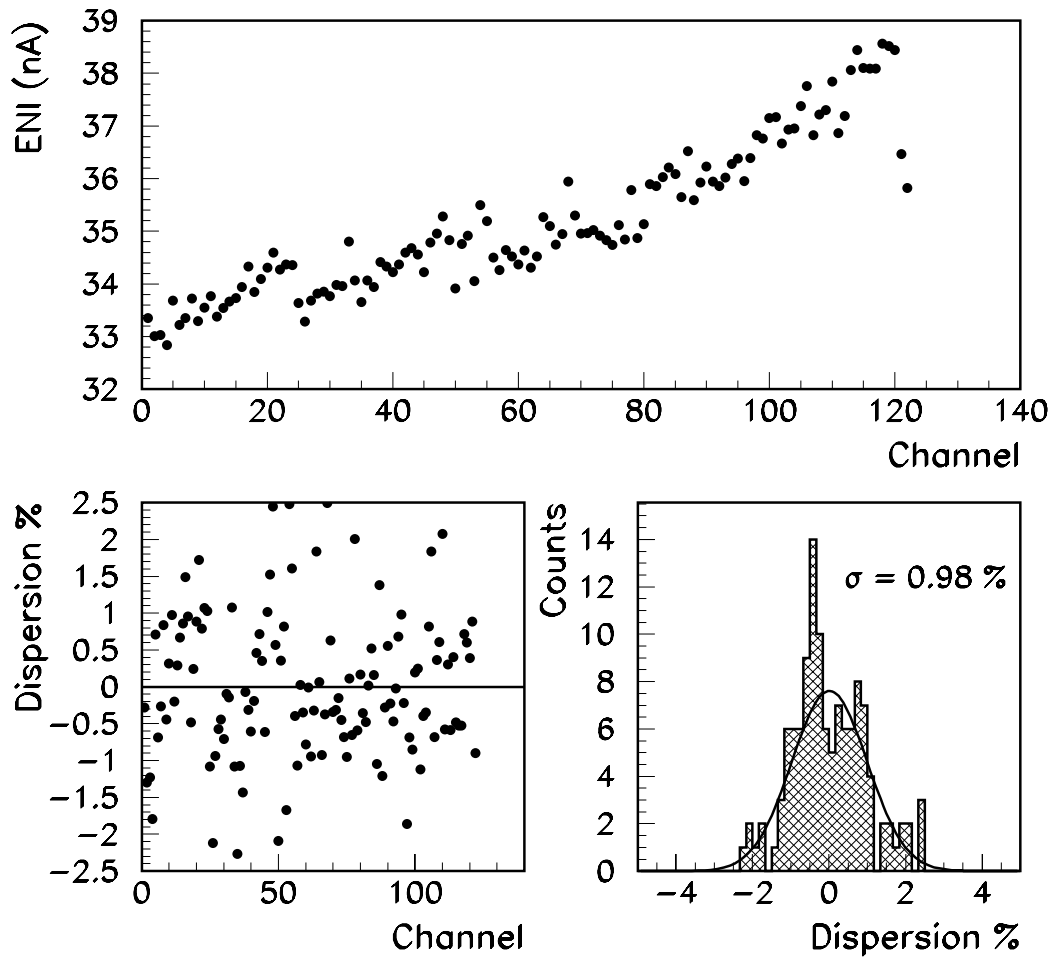 ENI (nA)
39
38
37
36
35
34
33
32
0 20 40 60 80 100 120 140
Channel
Dispersion %
2.5
2
1.5
1
0.5
0
−0.5
−1
−1.5
−2
−2.5
0 50 100
Channel
Counts
14
12
10
8
6
4
2
0
σ = 0.98 %
−4 −2 0 2 4
Dispersion %